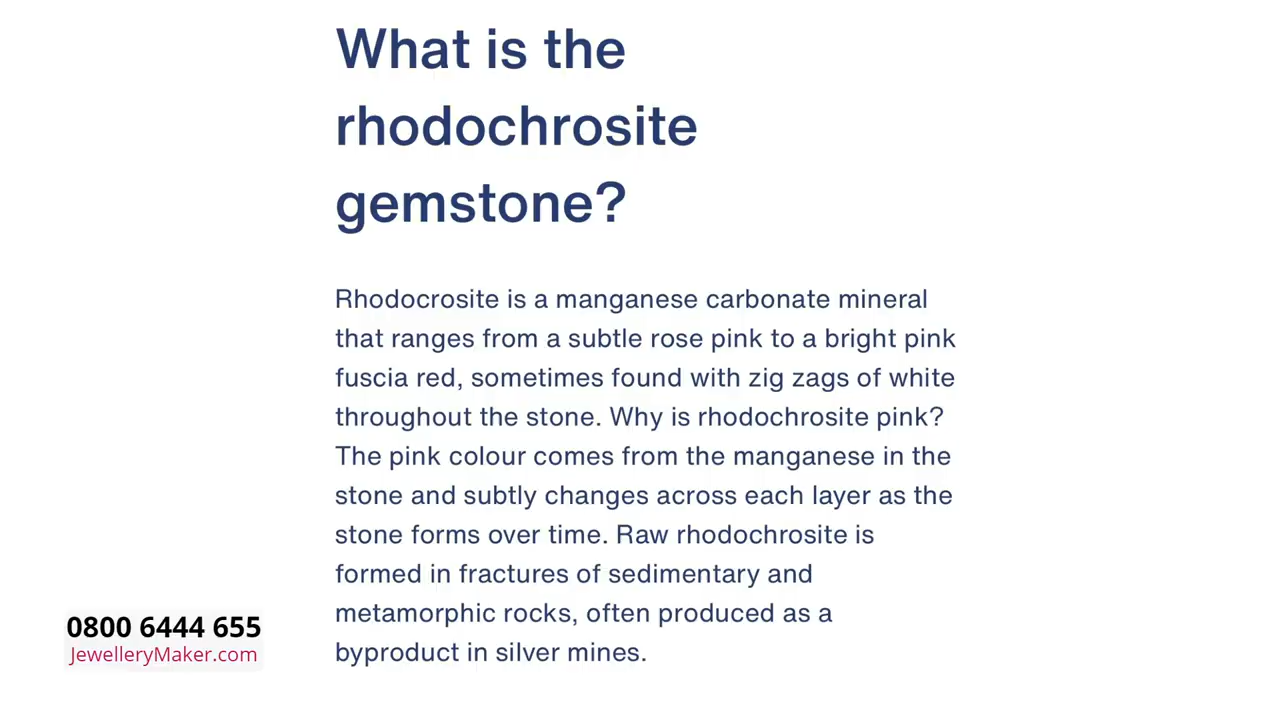 What is the
rhodochrosite
gemstone?
Rhodocrosite is a manganese carbonate mineral
that ranges from a subtle rose pink to a bright pink
fuscia red, sometimes found with zig zags of white
throughout the stone. Why is rhodochrosite pink?
The pink colour comes from the manganese in the
stone and subtly changes across each layer as the
stone forms over time. Raw rhodochrosite is
formed in fractures of sedimentary and
metamorphic rocks, often produced as a
byproduct in silver mines.
0800 6444 655
JewelleryMaker.com